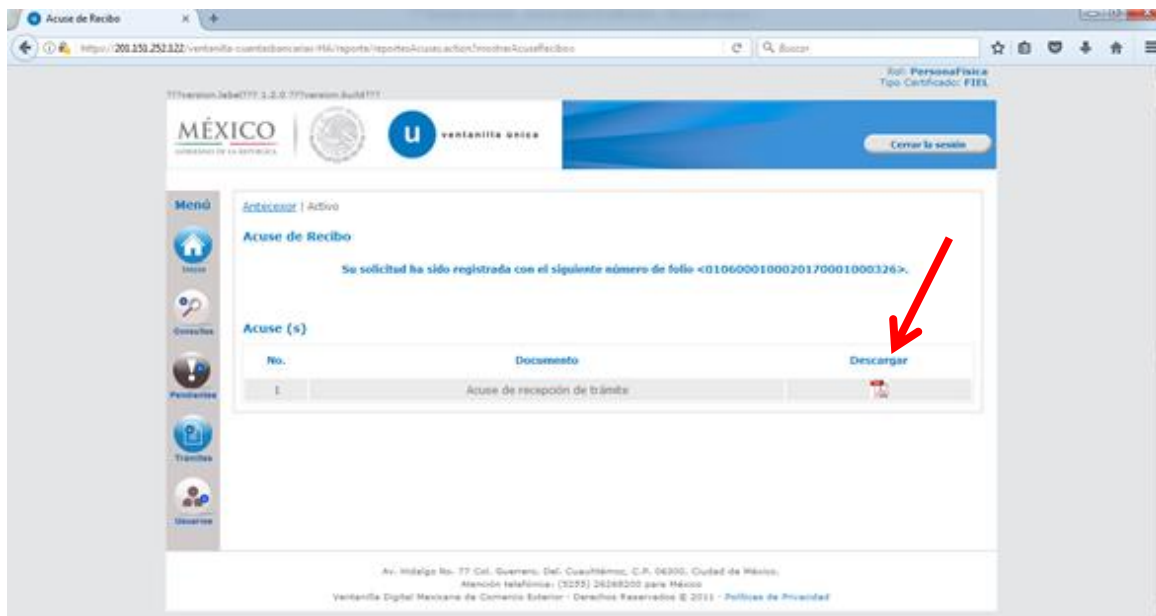 Acuse de Recibo
Buscar
Rol: PersonaFisica
Tipo Certificado: FIEL
???version.label??? 1.2.0 ???version.build???
MÉXICO
GOBIERNO DE LA REPÚBLICA
u
ventanilla única
Cerrar la sesión
Menú
Inicio
Consultas
Pendientes
Trámites
Usuarios
Antecesor | Activo
Acuse de Recibo
Su solicitud ha sido registrada con el siguiente número de folio <0106000100020170001000326>.
Acuse (s)
No. Documento Descargar
1 Acuse de recepción de trámite
Av. Hidalgo No. 77 Col. Guerrero, Del. Cuauhtémoc, C.P. 06300, Ciudad de México.
Atención telefónica: (5255) 26268200 para México
Ventanilla Digital Mexicana de Comercio Exterior - Derechos Reservados © 2011 - Políticas de Privacidad